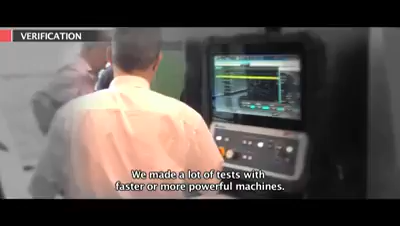 VERIFICATION
We made a lot of tests with
faster or more powerful machines.